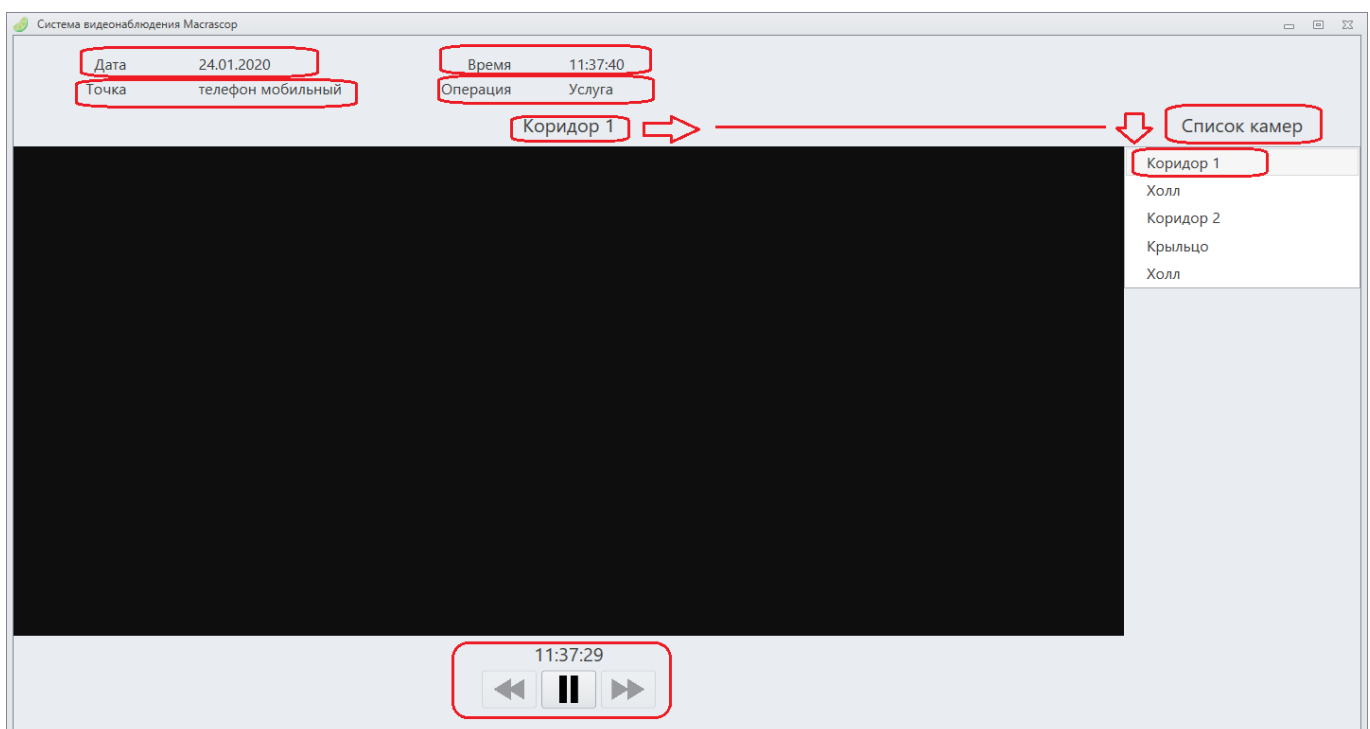 Система видеонаблюдения Macrascop
Дата 24.01.2020 Время 11:37:40
Точка телефон мобильный Операция Услуга
Коридор 1 Список камер
Коридор 1
Холл
Коридор 2
Крыльцо
Холл
11:37:29